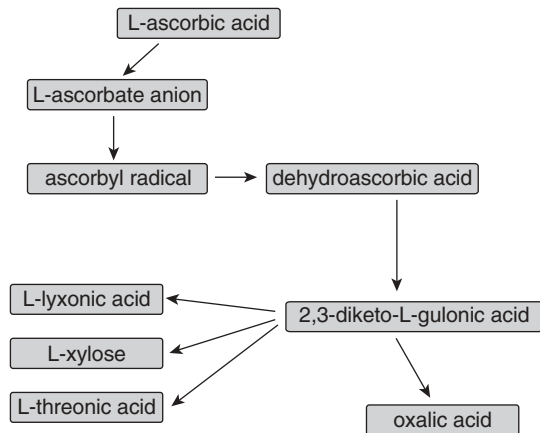 L-ascorbic acid
L-ascorbate anion
ascorbyl radical
dehydroascorbic acid
L-lyxonic acid
2,3-diketo-L-gulonic acid
L-xylose
L-threonic acid
oxalic acid